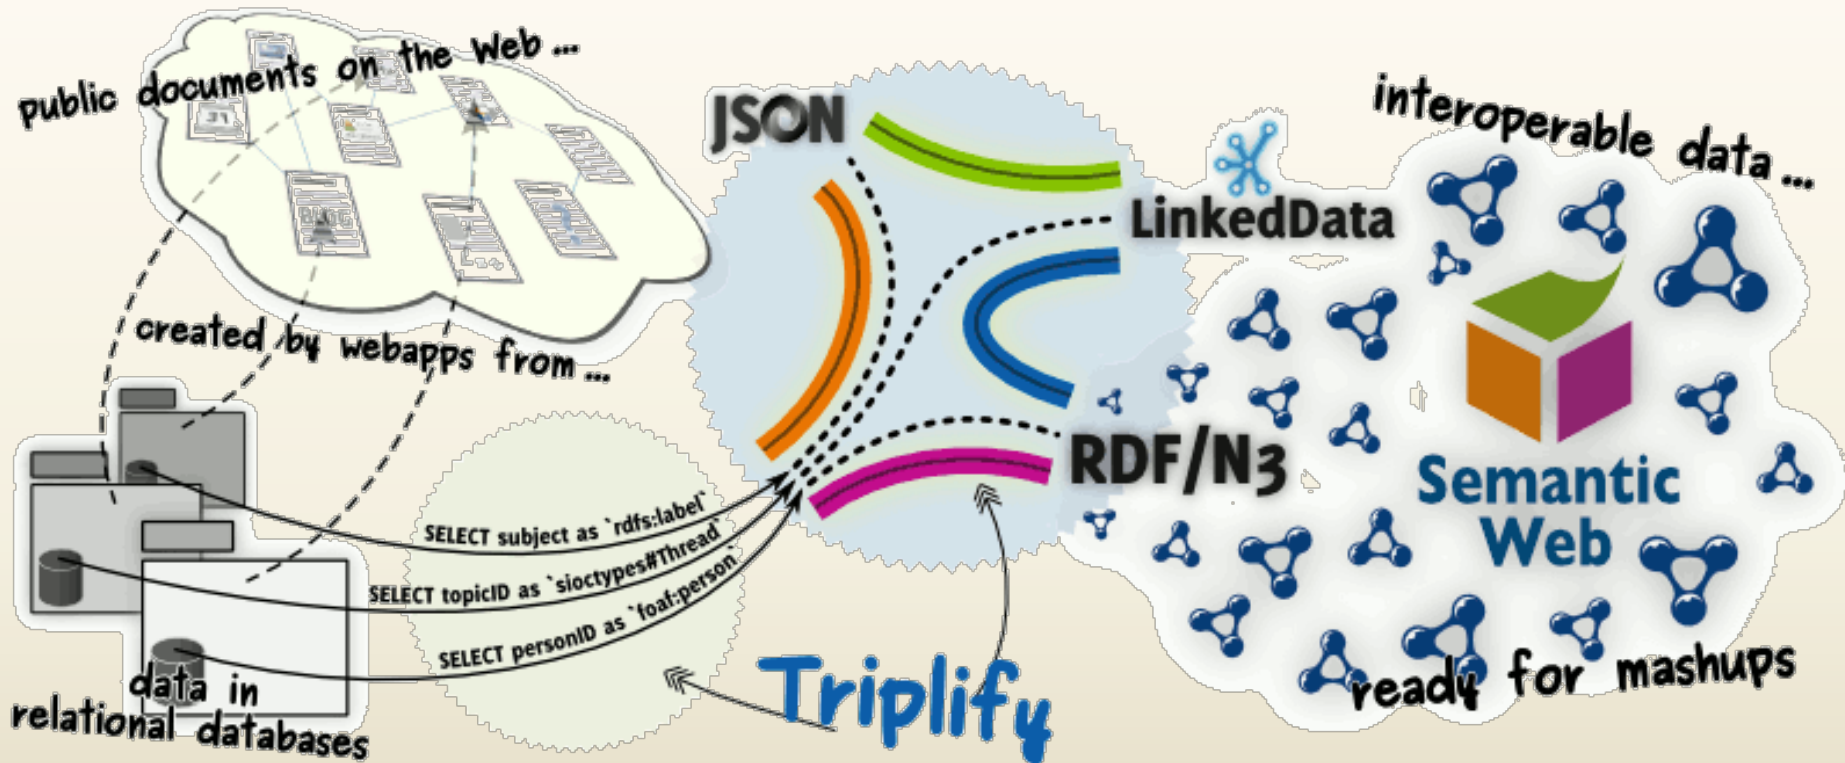 public documents on the Web ...
created by webapps from ...
data in
relational databases
SELECT subject as `rdfs:label`
SELECT topicID as `sioctypes#Thread`
SELECT personID as `foaf:person`
Triplify
JSON
LinkedData
RDF/N3
interoperable data ...
Semantic
Web
ready for mashups
31
BLOG